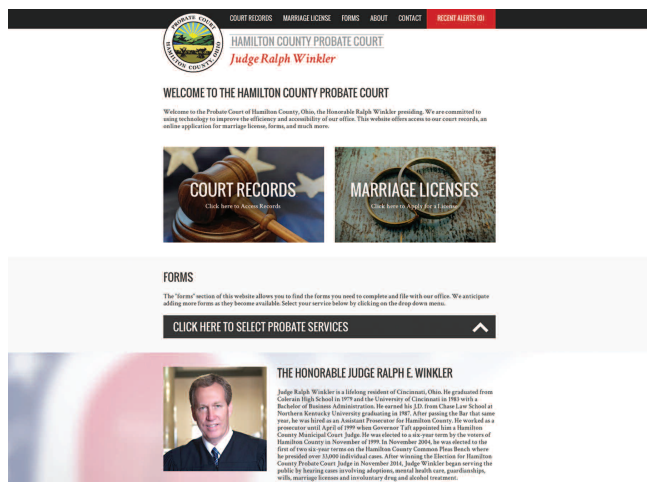 COURT RECORDS MARRIAGE LICENSE FORMS ABOUT CONTACT RECENT ALERTS (0)
PROBATE COURT
HAMILTON COUNTY, OHIO
HAMILTON COUNTY PROBATE COURT
Judge Ralph Winkler
WELCOME TO THE HAMILTON COUNTY PROBATE COURT
Welcome to the Probate Court of Hamilton County, Ohio, the Honorable Ralph Winkler presiding. We are committed to
using technology to improve the efficiency and accessibility of our office. This website offers access to our court records, an
online application for marriage license, forms, and much more.
COURT RECORDS
Click here to Access Records
MARRIAGE LICENSES
Click here to Apply for a License
FORMS
The "forms" section of this website allows you to find the forms you need to complete and file with our office. We anticipate
adding more forms as they become available. Select your service below by clicking on the drop down menu.
CLICK HERE TO SELECT PROBATE SERVICES
THE HONORABLE JUDGE RALPH E. WINKLER
Judge Ralph Winkler is a lifelong resident of Cincinnati, Ohio. He graduated from
Colerain High School in 1979 and the University of Cincinnati in 1983 with a
Bachelor of Business Administration. He earned his J.D. from Chase Law School at
Northern Kentucky University graduating in 1987. After passing the Bar that same
year, he was hired as an Assistant Prosecutor for Hamilton County. He worked as a
prosecutor until April of 1999 when Governor Taft appointed him a Hamilton
County Municipal Court Judge. He was elected to a six-year term by the voters of
Hamilton County in November of 1999. In November 2004, he was elected to the
first of two six-year terms on the Hamilton County Common Pleas Bench where
he presided over 33,000 individual cases. After winning the Election for Hamilton
County Probate Court Judge in November 2014, Judge Winkler began serving the
public by hearing cases involving adoptions, mental health care, guardianships,
wills, marriage licenses and involuntary drug and alcohol treatment.